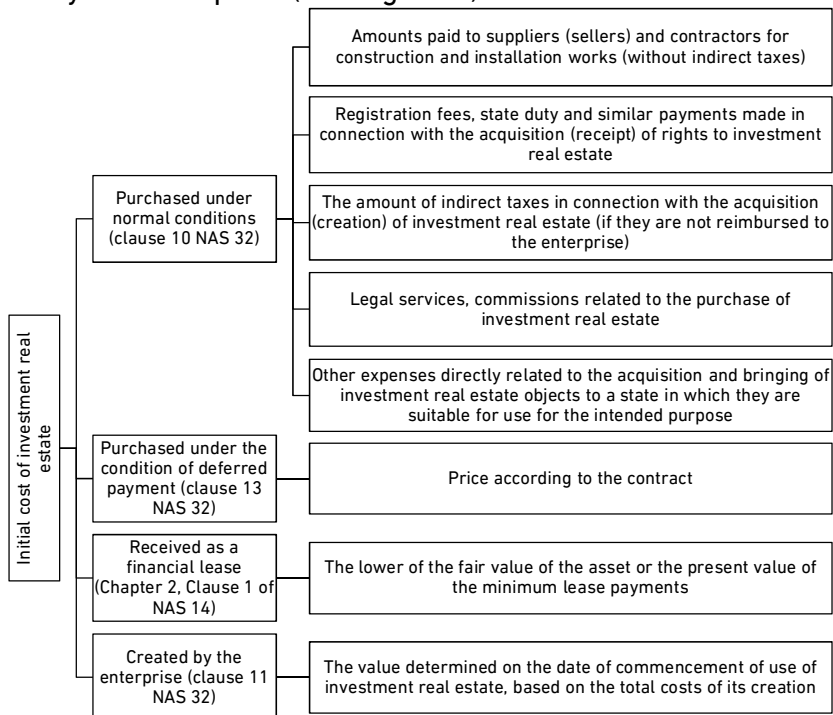 Amounts paid to suppliers (sellers) and contractors for
construction and installation works (without indirect taxes)
Registration fees, state duty and similar payments made in
connection with the acquisition (receipt) of rights to investment
real estate
Purchased under
normal conditions
(clause 10 NAS 32)
The amount of indirect taxes in connection with the acquisition
(creation) of investment real estate (if they are not reimbursed to
the enterprise)
Legal services, commissions related to the purchase of
investment real estate
Other expenses directly related to the acquisition and bringing of
investment real estate objects to a state in which they are
suitable for use for the intended purpose
Initial cost of investment real
estate
Purchased under the
condition of deferred
payment (clause 13
NAS 32)
Price according to the contract
Received as a
financial lease
(Chapter 2, Clause 1 of
NAS 14)
The lower of the fair value of the asset or the present value of
the minimum lease payments
Created by the
enterprise (clause 11
NAS 32)
The value determined on the date of commencement of use of
investment real estate, based on the total costs of its creation